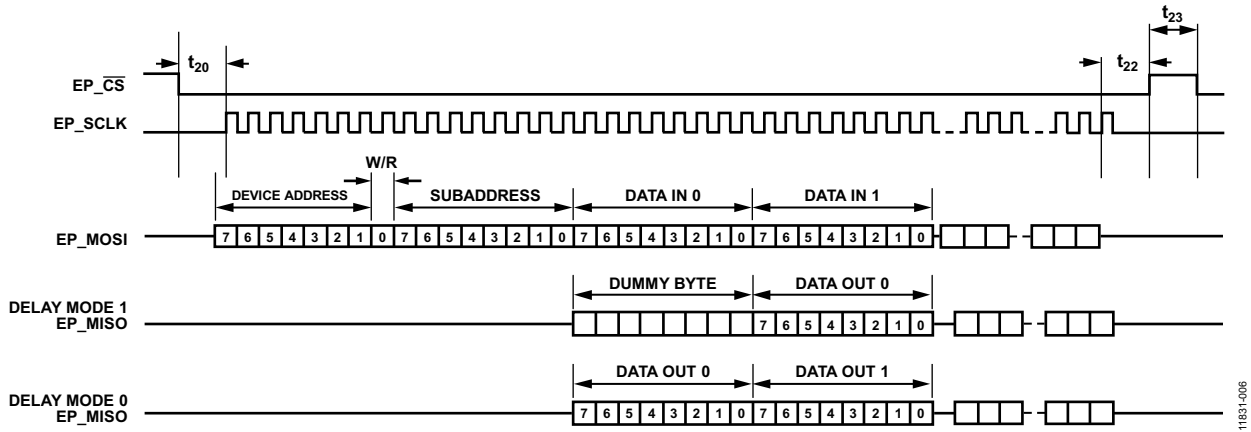 t23
t20
t22
EP_CS
EP_SCLK
W/R
DEVICE ADDRESS SUBADDRESS DATA IN 0 DATA IN 1
EP_MOSI 7 6 5 4 3 2 1 0 7 6 5 4 3 2 1 0 7 6 5 4 3 2 1 0 7 6 5 4 3 2 1 0
DUMMY BYTE DATA OUT 0
DELAY MODE 1
EP_MISO 7 6 5 4 3 2 1 0
DATA OUT 0 DATA OUT 1
DELAY MODE 0
EP_MISO 7 6 5 4 3 2 1 0 7 6 5 4 3 2 1 0
11831-006